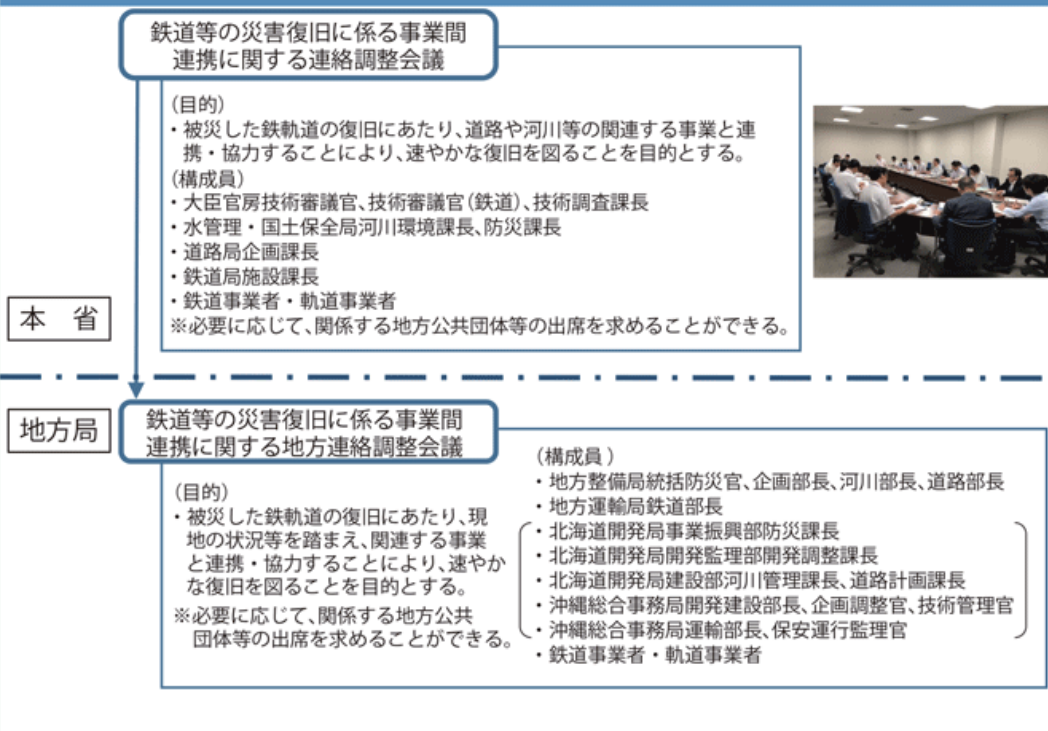 鉄道等の災害復旧に係る事業間
連携に関する連絡調整会議
（目的）
・被災した鉄軌道の復旧にあたり、道路や河川等の関連する事業と連
携・協力することにより、速やかな復旧を図ることを目的とする。
（構成員）
・大臣官房技術審議官、技術審議官（鉄道）、技術調査課長
・水管理・国土保全局河川環境課長、防災課長
・道路局企画課長
・鉄道局施設課長
・鉄道事業者・軌道事業者
※必要に応じて、関係する地方公共団体等の出席を求めることができる。
本　省
地方局
鉄道等の災害復旧に係る事業間
連携に関する地方連絡調整会議
（目的）
・被災した鉄軌道の復旧にあたり、現
地の状況等を踏まえ、関連する事業
と連携・協力することにより、速やか
な復旧を図ることを目的とする。
※必要に応じて、関係する地方公共
団体等の出席を求めることができる。
（構成員）
・地方整備局統括防災官、企画部長、河川部長、道路部長
・地方運輸局鉄道部長
・北海道開発局事業振興部防災課長
・北海道開発局開発監理部開発調整課長
・北海道開発局建設部河川管理課長、道路計画課長
・沖縄総合事務局開発建設部長、企画調整官、技術管理官
・沖縄総合事務局運輸部長、保安運行監理官
・鉄道事業者・軌道事業者